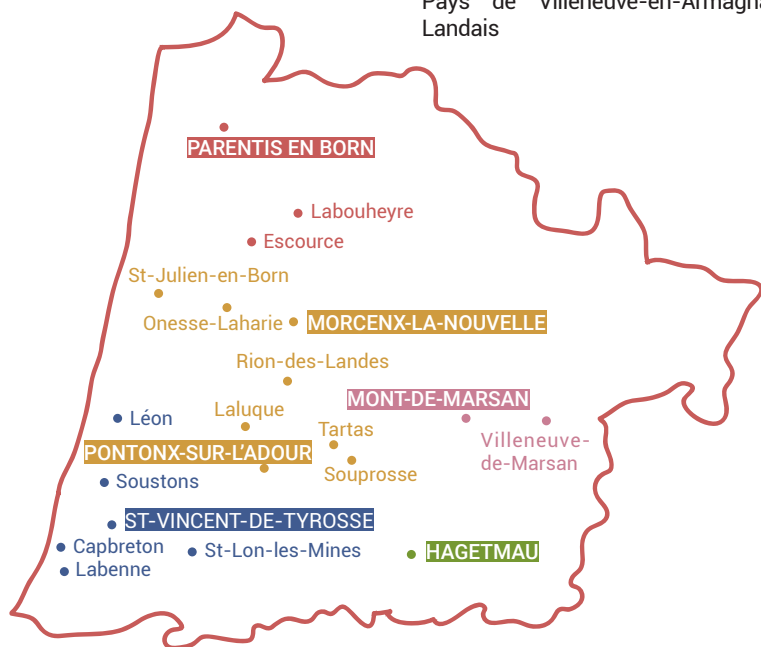 Pays de Villeneuve-en-Armagna
Landais
PARENTIS EN BORN
Labouheyre
Escource
St-Julien-en-Born
Onesse-Laharie
MORCENX-LA-NOUVELLE
Rion-des-Landes
MONT-DE-MARSAN
Léon
Laluque
Tartas
Villeneuve-
de-Marsan
PONTONX-SUR-L'ADOUR
Souprosse
Soustons
ST-VINCENT-DE-TYROSSE
Capbreton
St-Lon-les-Mines
HAGETMAU
Labenne